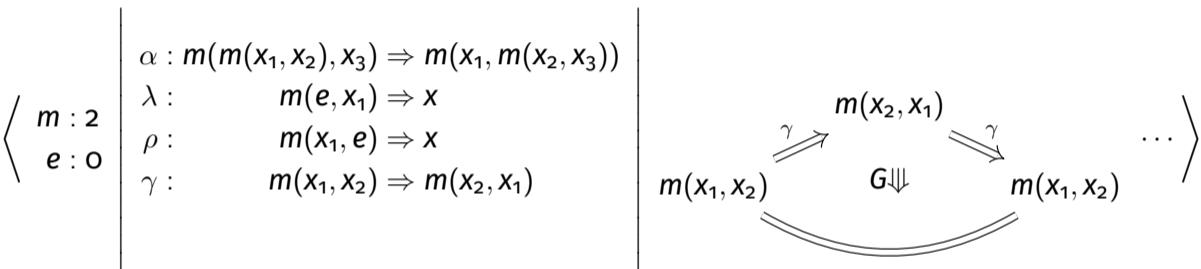 m : 2
e : 0
α : m(m(x₁, x₂), x₃) ⇒ m(x₁, m(x₂, x₃))
λ : m(e, x₁) ⇒ x
ρ : m(x₁, e) ⇒ x
γ : m(x₁, x₂) ⇒ m(x₂, x₁)
m(x₂, x₁)
γ γ
m(x₁, x₂) G⤋ m(x₁, x₂)
⋯